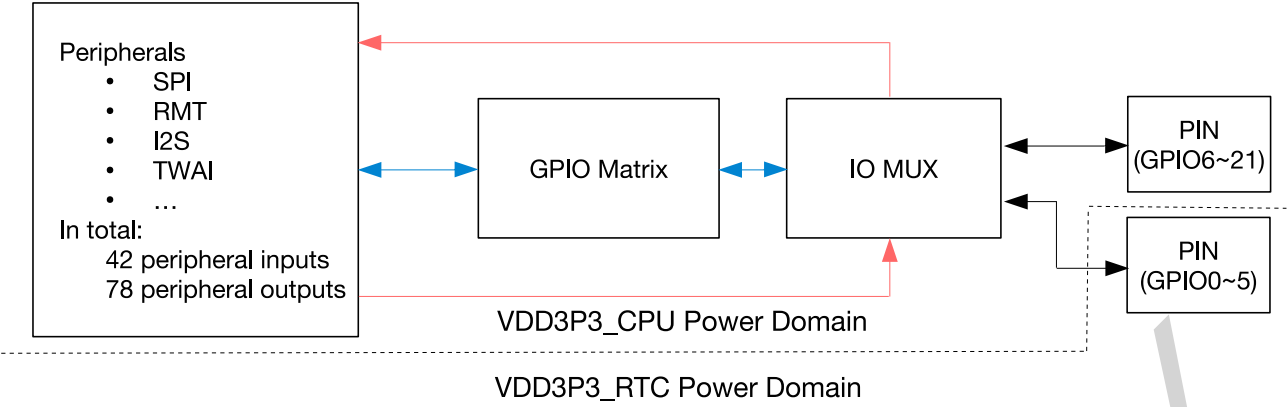 Peripherals
• SPI
• RMT
• I2S
• TWAI
• ...
In total:
42 peripheral inputs
78 peripheral outputs
GPIO Matrix
IO MUX
PIN
(GPIO6~21)
PIN
(GPIO0~5)
VDD3P3_CPU Power Domain
VDD3P3_RTC Power Domain